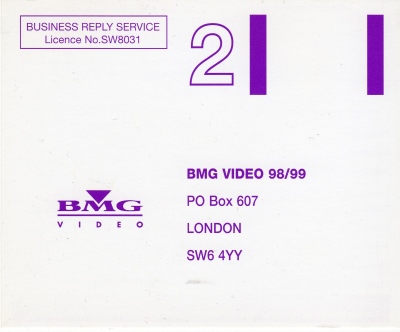 BUSINESS REPLY SERVICE
Licence No.SW8031
2
BMG VIDEO 98/99
PO Box 607
LONDON
SW6 4YY
BMG
VIDEO